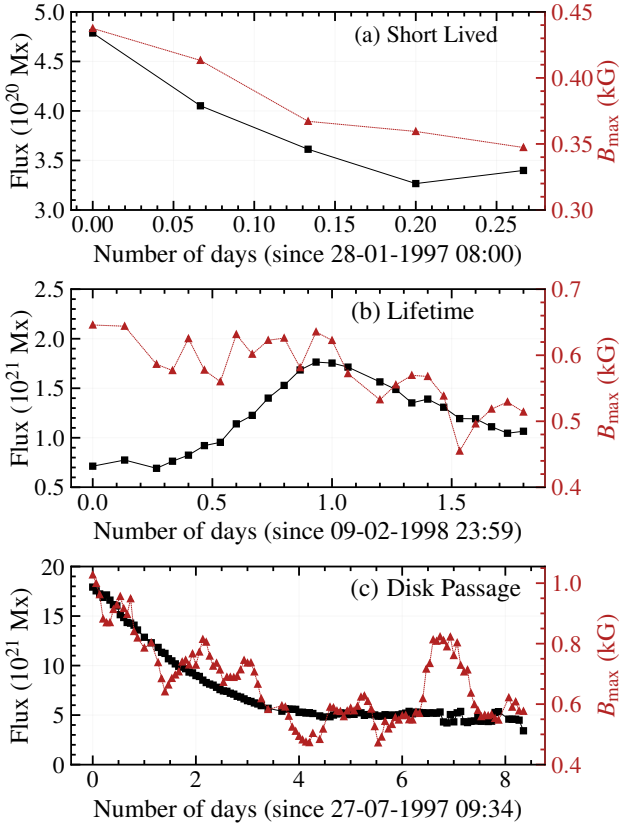 (a) Short Lived
Flux (10^20 Mx)
5.0
4.5
4.0
3.5
3.0
0.45
0.40
0.35
0.30
B_max (kG)
0.00 0.05 0.10 0.15 0.20 0.25
Number of days (since 28-01-1997 08:00)
(b) Lifetime
Flux (10^21 Mx)
2.5
2.0
1.5
1.0
0.5
0.7
0.6
0.5
0.4
B_max (kG)
0.0 0.5 1.0 1.5
Number of days (since 09-02-1998 23:59)
(c) Disk Passage
Flux (10^21 Mx)
20
15
10
5
0
1.0
0.8
0.6
0.4
B_max (kG)
0 2 4 6 8
Number of days (since 27-07-1997 09:34)